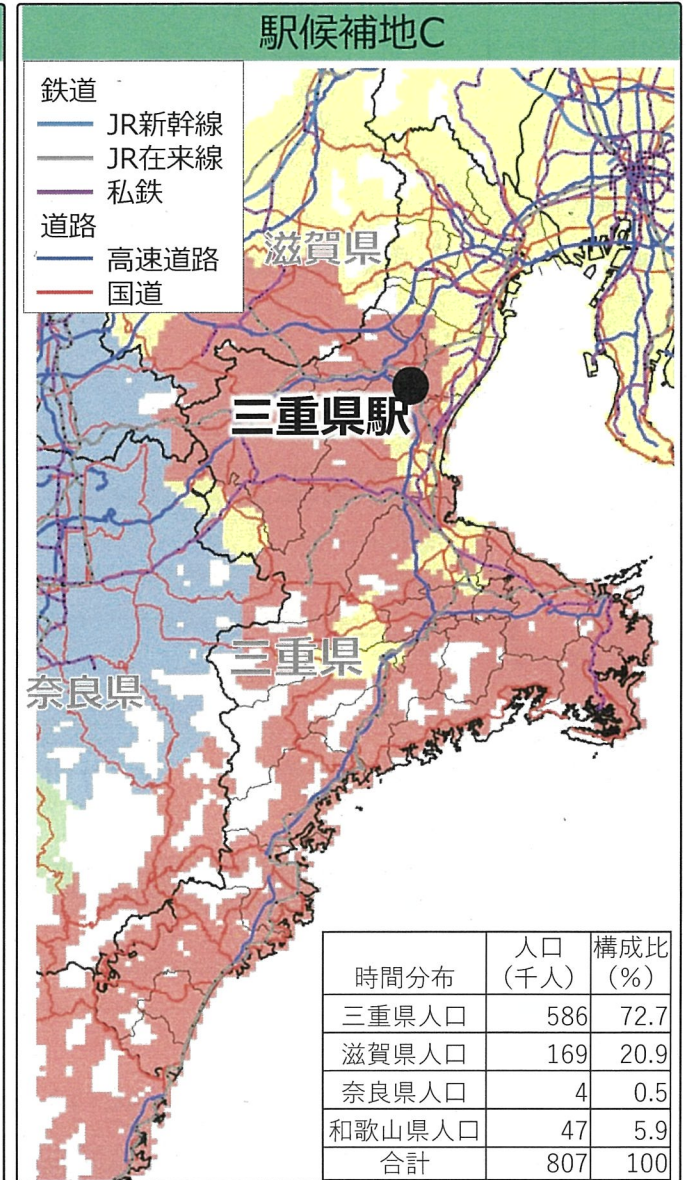 駅候補地C
鉄道
JR新幹線
JR在来線
私鉄
道路
高速道路
国道
滋賀県
三重県駅
三重県
奈良県
時間分布 人口（千人） 構成比（%）
三重県人口 586 72.7
滋賀県人口 169 20.9
奈良県人口 4 0.5
和歌山県人口 47 5.9
合計 807 100